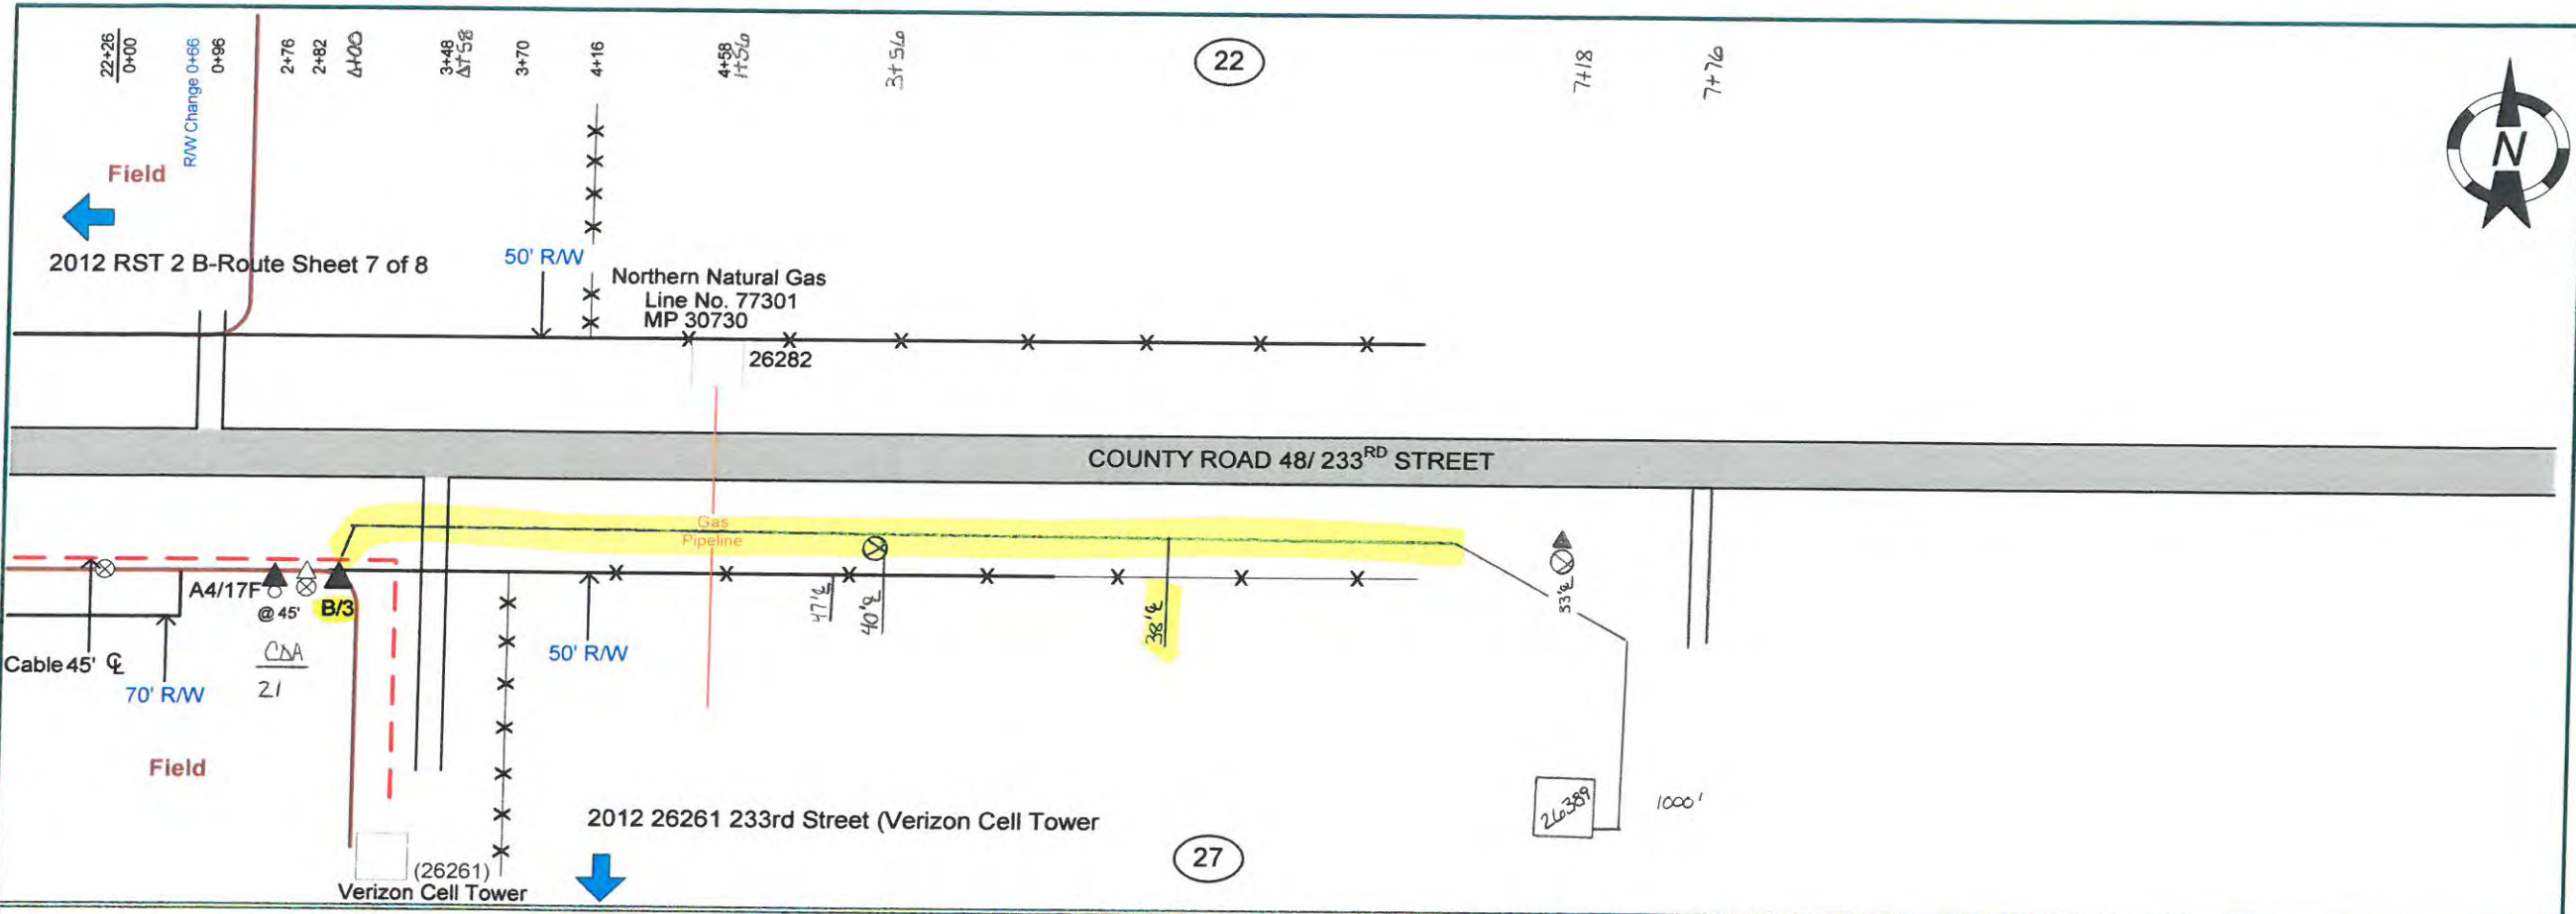 22+26
0+00
R/W Change 0+66
0+96
2+76
2+82
3+48
3+70
4+16
4+58
1+56
3+56
22
7+18
7+76
N
Field
2012 RST 2 B-Route Sheet 7 of 8
50' R/W
Northern Natural Gas
Line No. 77301
MP 30730
26282
COUNTY ROAD 48/ 233RD STREET
Gas
Pipeline
A4/17F
@ 45'
B/3
Cable 45' ℄
70' R/W
21
50' R/W
47' ℄
40' ℄
38' ℄
33' ℄
Field
2012 26261 233rd Street (Verizon Cell Tower
26389
1000'
27
(26261)
Verizon Cell Tower